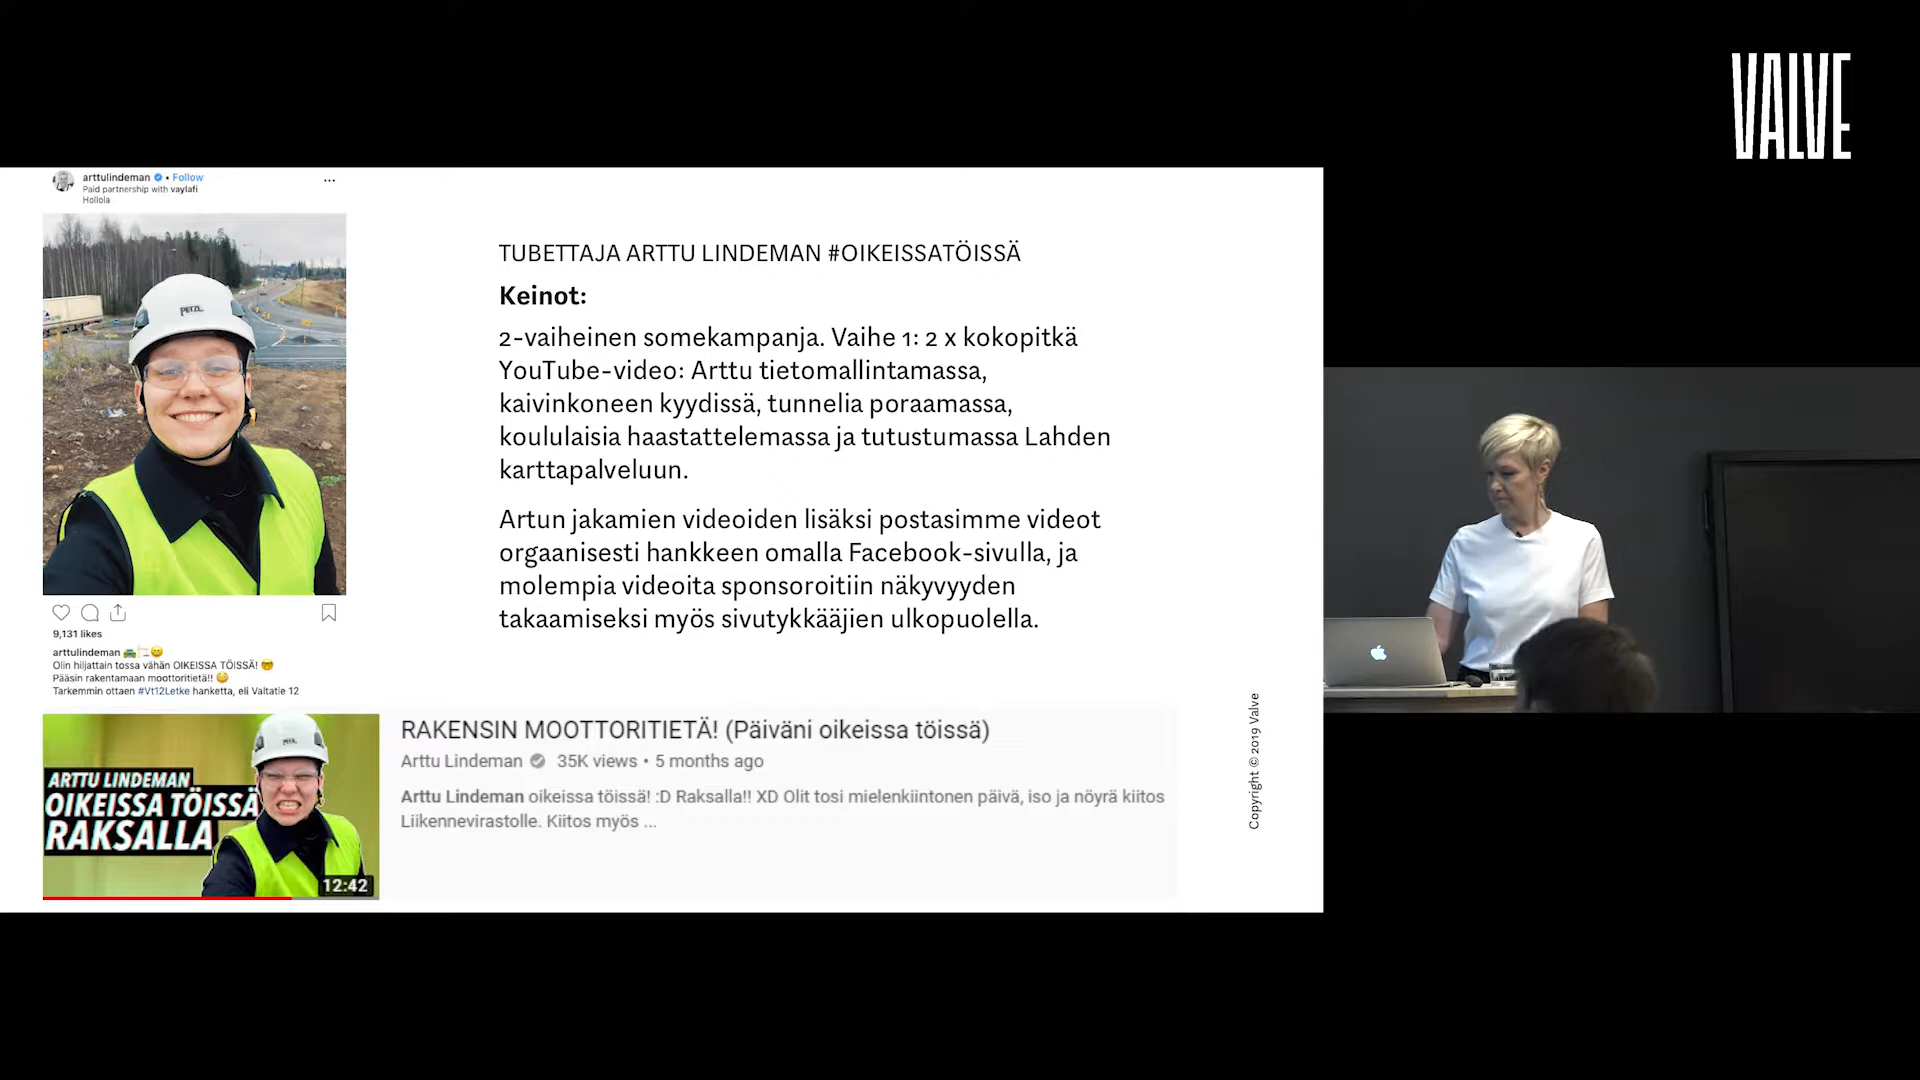 VALVE
arttulindeman • Follow
Paid partnership with vaylafi
Hollola
PETZL
9,131 likes
arttulindeman
Olin hiljattain tossa vähän OIKEISSA TÖISSÄ!
Pääsin rakentamaan moottoritietä!!
Tarkemmin ottaen #Vt12Letke hanketta, eli Valtatie 12
TUBETTAJA ARTTU LINDEMAN #OIKEISSATÖISSÄ
Keinot:
2-vaiheinen somekampanja. Vaihe 1: 2 x kokopitkä
YouTube-video: Arttu tietomallintamassa,
kaivinkoneen kyydissä, tunnelia poraamassa,
koululaisia haastattelemassa ja tutustumassa Lahden
karttapalveluun.
Artun jakamien videoiden lisäksi postasimme videot
orgaanisesti hankkeen omalla Facebook-sivulla, ja
molempia videoita sponsoroitiin näkyvyyden
takaamiseksi myös sivutykkääjien ulkopuolella.
ARTTU LINDEMAN
OIKEISSA TÖISSÄ
RAKSALLA
12:42
RAKENSIN MOOTTORITIETÄ! (Päiväni oikeissa töissä)
Arttu Lindeman 35K views • 5 months ago
Arttu Lindeman oikeissa töissä! :D Raksalla!! XD Olit tosi mielenkiintonen päivä, iso ja nöyrä kiitos
Liikennevirastolle. Kiitos myös ...
Copyright © 2019 Valve